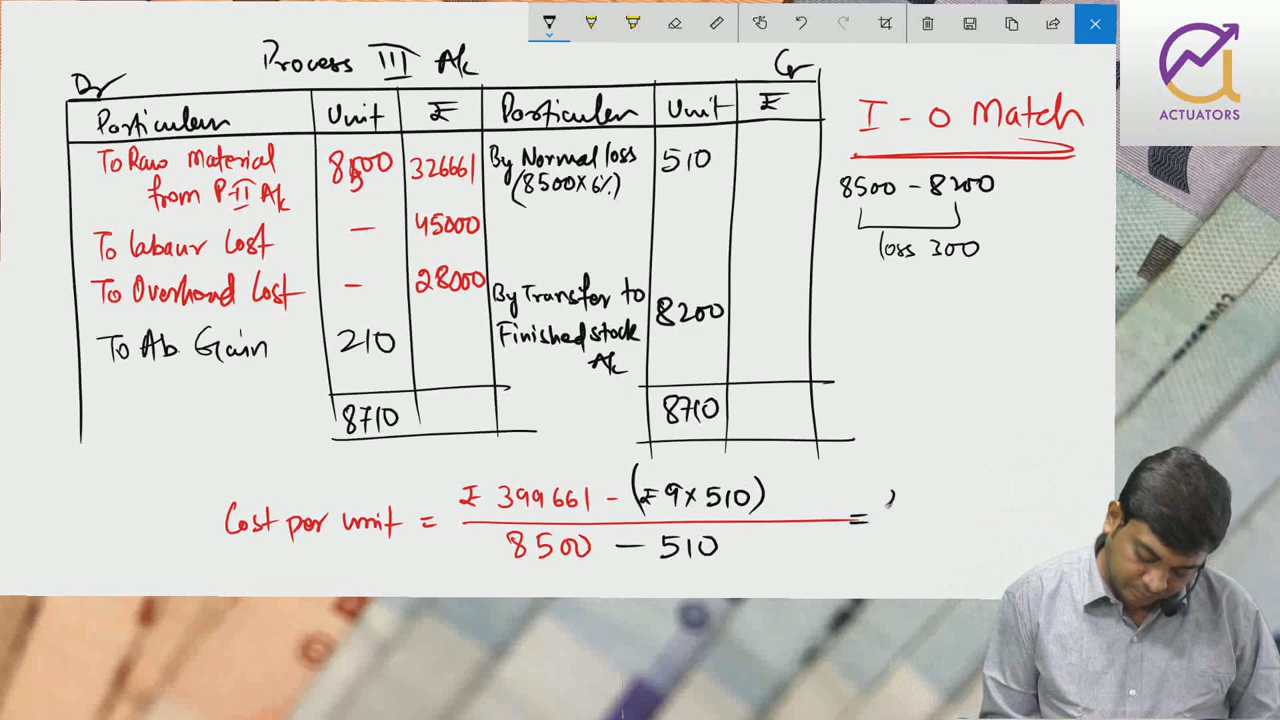 Process III A/c
Dr
Cr
Particulars Unit ₹ Particulars Unit ₹
To Raw Material from P-II A/c 8500 326661
To Labour Cost - 45000
To Overhead Cost - 28000
To Ab. Gain 210
8710
By Normal loss 510
(8500×6%)
By Transfer to
Finished stock 8200
A/c
8710
I - O Match
8500 - 8200
loss 300
Cost per unit = ₹ 399661 - (₹ 9 × 510) =
8500 - 510
ACTUATORS